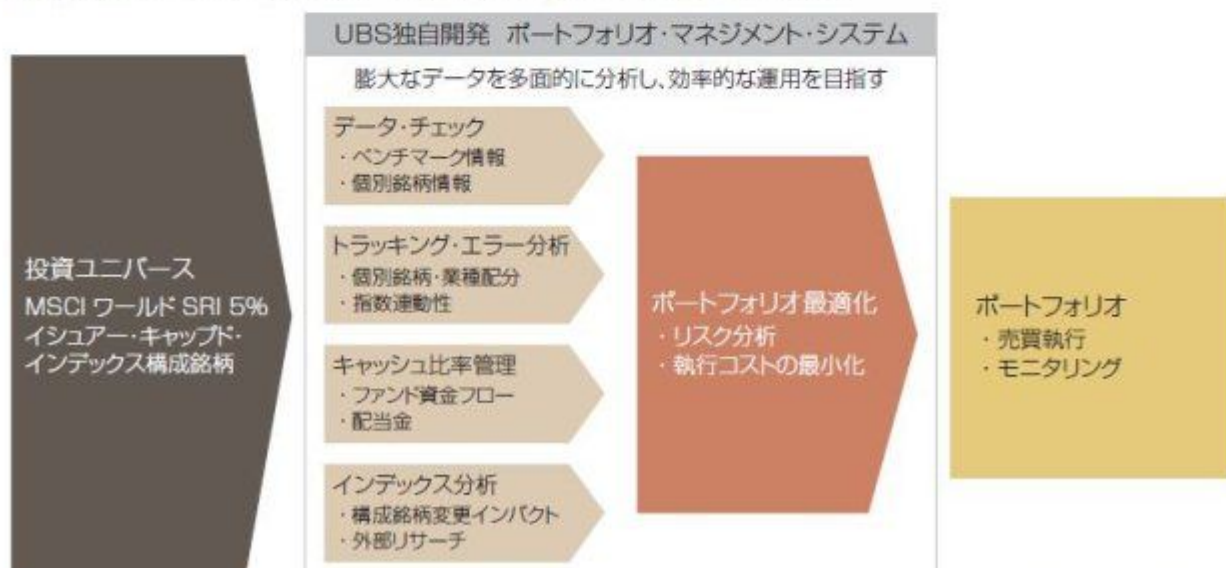 UBS独自開発 ポートフォリオ・マネジメント・システム
膨大なデータを多面的に分析し、効率的な運用を目指す
投資ユニバース
MSCI ワールド SRI 5%
イシュアー・キャップド・
インデックス構成銘柄
データ・チェック
・ベンチマーク情報
・個別銘柄情報
トラッキング・エラー分析
・個別銘柄・業種配分
・指数連動性
キャッシュ比率管理
・ファンド資金フロー
・配当金
インデックス分析
・構成銘柄変更インパクト
・外部リサーチ
ポートフォリオ最適化
・リスク分析
・執行コストの最小化
ポートフォリオ
・売買執行
・モニタリング